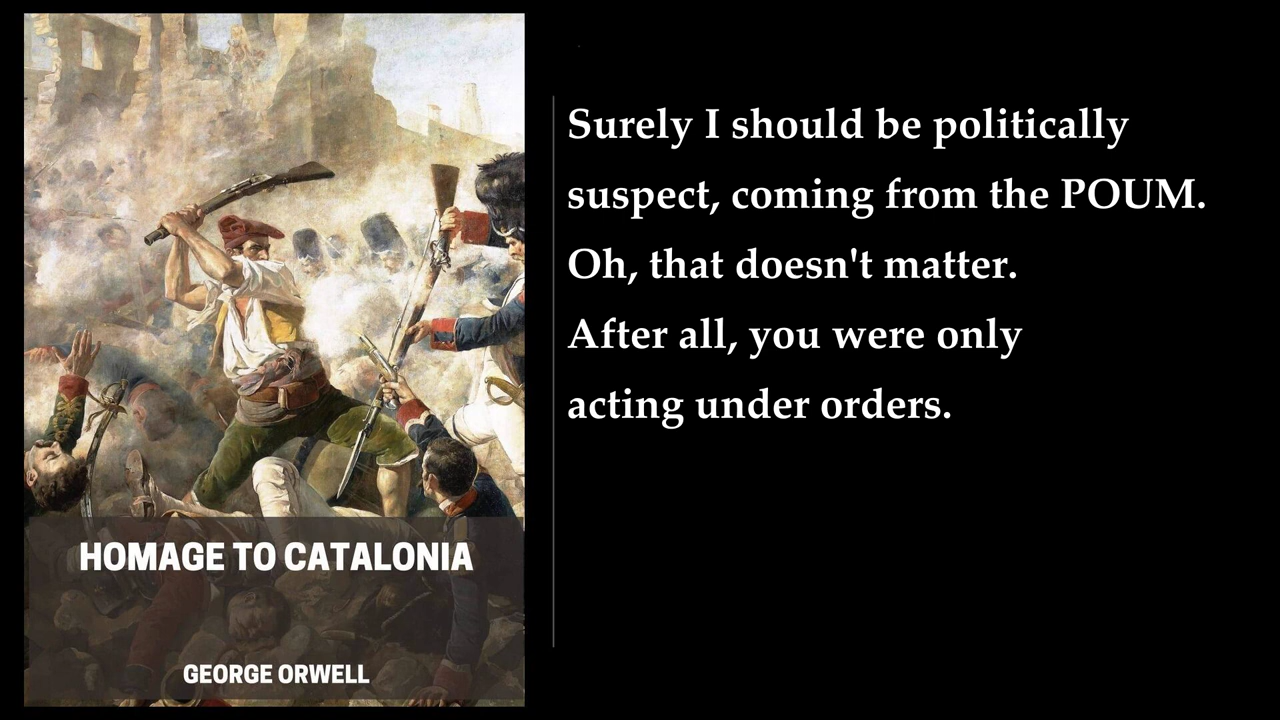 HOMAGE TO CATALONIA
GEORGE ORWELL
Surely I should be politically
suspect, coming from the POUM.
Oh, that doesn't matter.
After all, you were only
acting under orders.